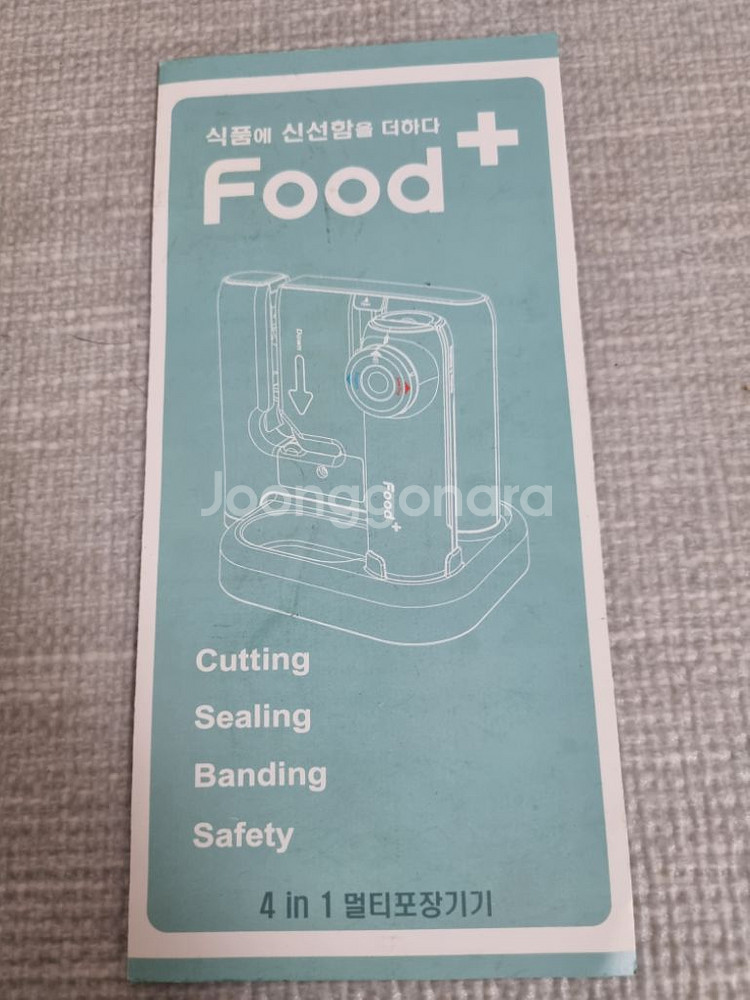 식품에 신선함을 더하다
Food+
Down
Food+
Joonggonara
Cutting
Sealing
Banding
Safety
4 in 1 멀티포장기기